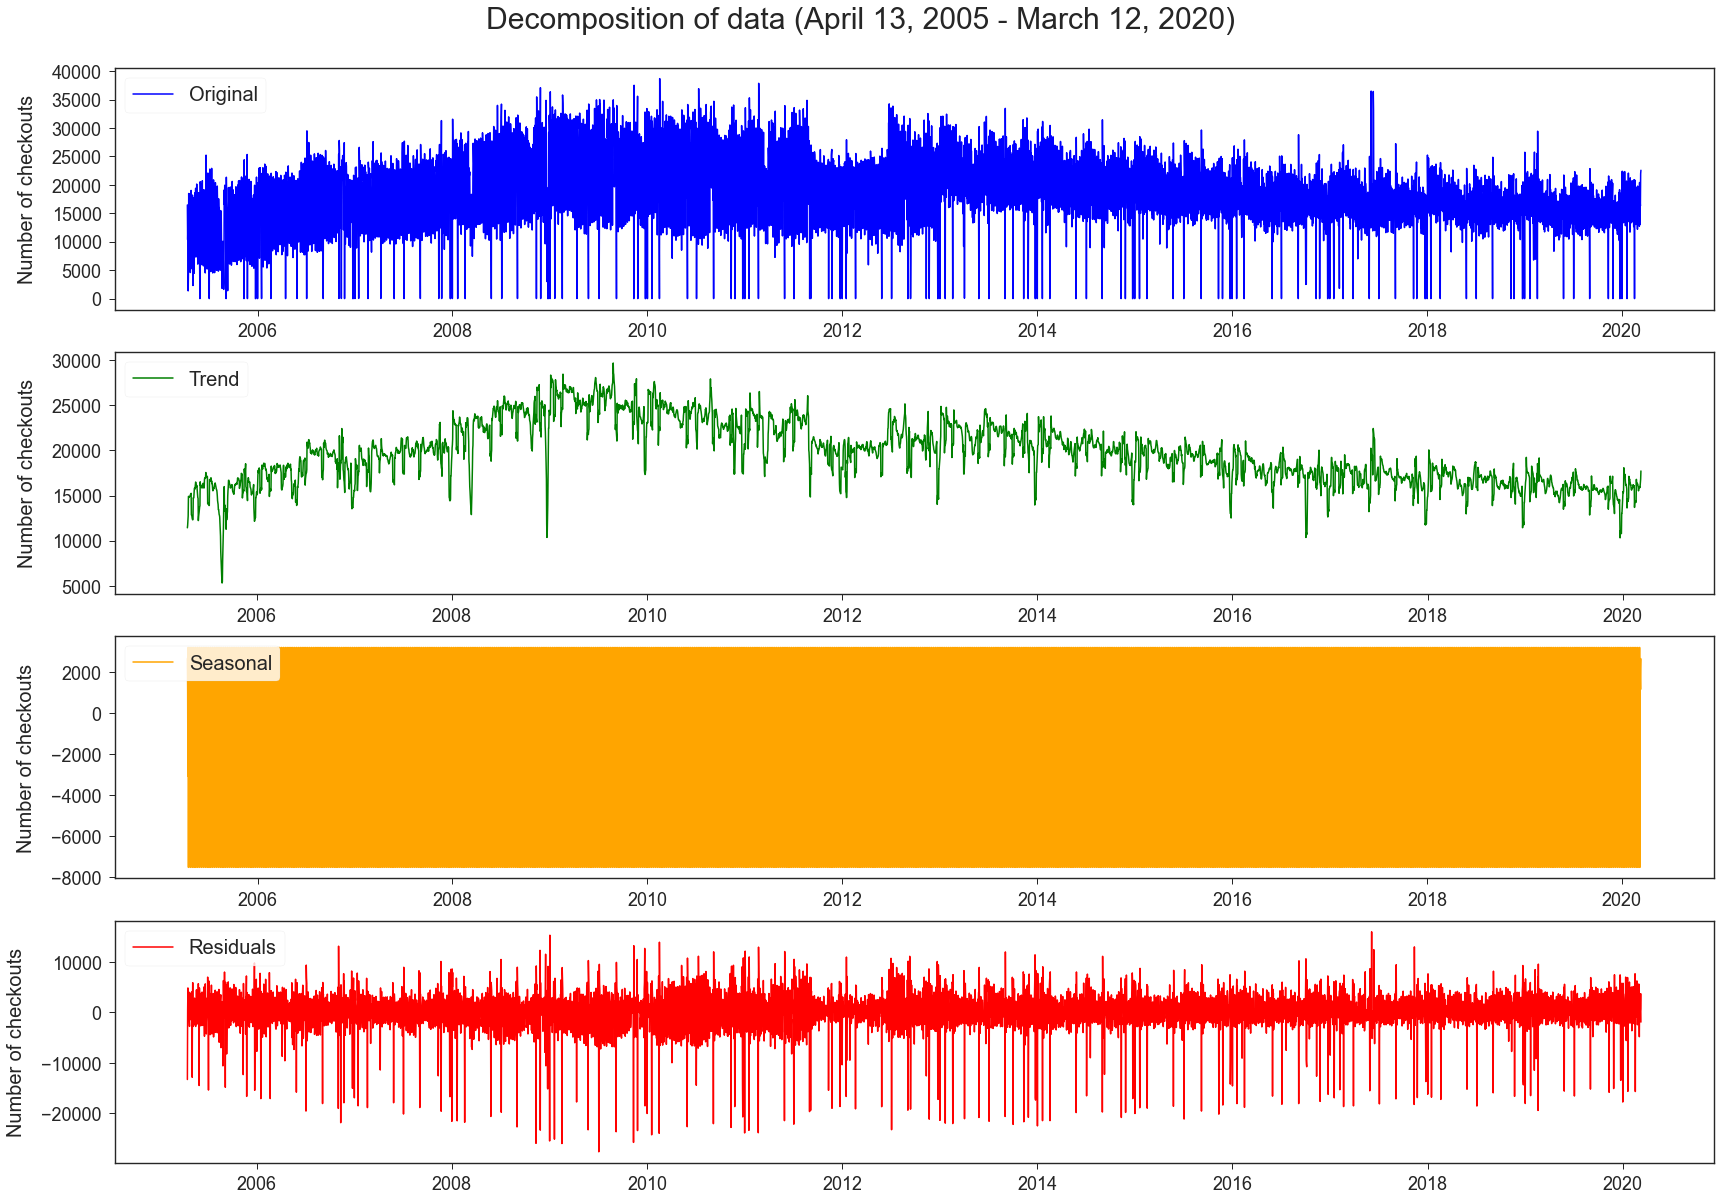 Decomposition of data (April 13, 2005 - March 12, 2020)
Number of checkouts
40000
35000
30000
25000
20000
15000
10000
5000
0
Original
2006 2008 2010 2012 2014 2016 2018 2020
Number of checkouts
30000
25000
20000
15000
10000
5000
Trend
2006 2008 2010 2012 2014 2016 2018 2020
Number of checkouts
2000
0
−2000
−4000
−6000
−8000
Seasonal
2006 2008 2010 2012 2014 2016 2018 2020
Number of checkouts
10000
0
−10000
−20000
Residuals
2006 2008 2010 2012 2014 2016 2018 2020